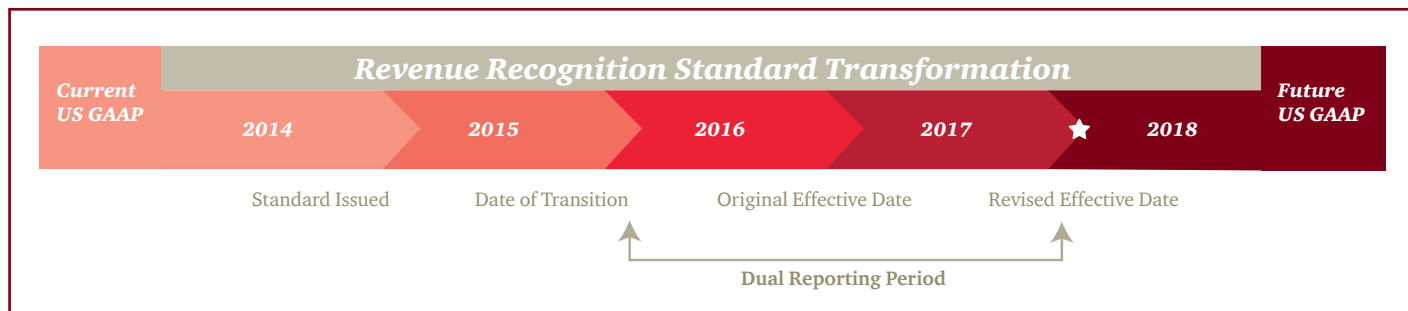 Revenue Recognition Standard Transformation
Current
US GAAP
2014
2015
2016
2017
2018
Future
US GAAP
Standard Issued
Date of Transition
Original Effective Date
Revised Effective Date
Dual Reporting Period